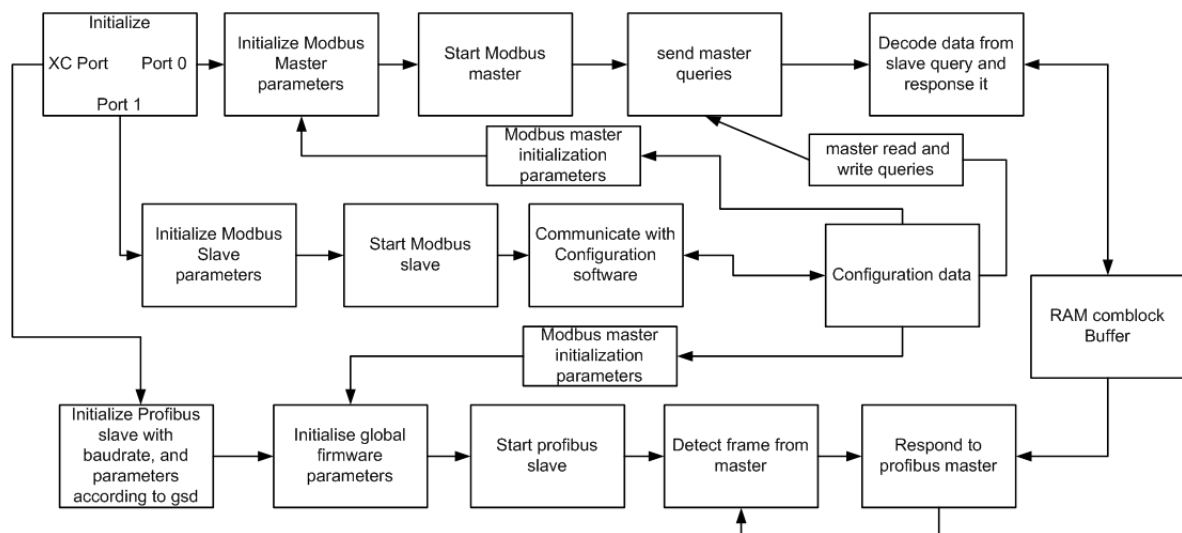 Initialize
XC Port Port 0
Port 1
Initialize Modbus
Master
parameters
Start Modbus
master
send master
queries
Decode data from
slave query and
response it
Modbus master
initialization
parameters
master read and
write queries
Initialize Modbus
Slave
parameters
Start Modbus
slave
Communicate with
Configuration
software
Configuration data
RAM comblock
Buffer
Modbus master
initialization
parameters
Initialize Profibus
slave with
baudrate, and
parameters
according to gsd
Initialise global
firmware
parameters
Start profibus
slave
Detect frame from
master
Respond to
profibus master